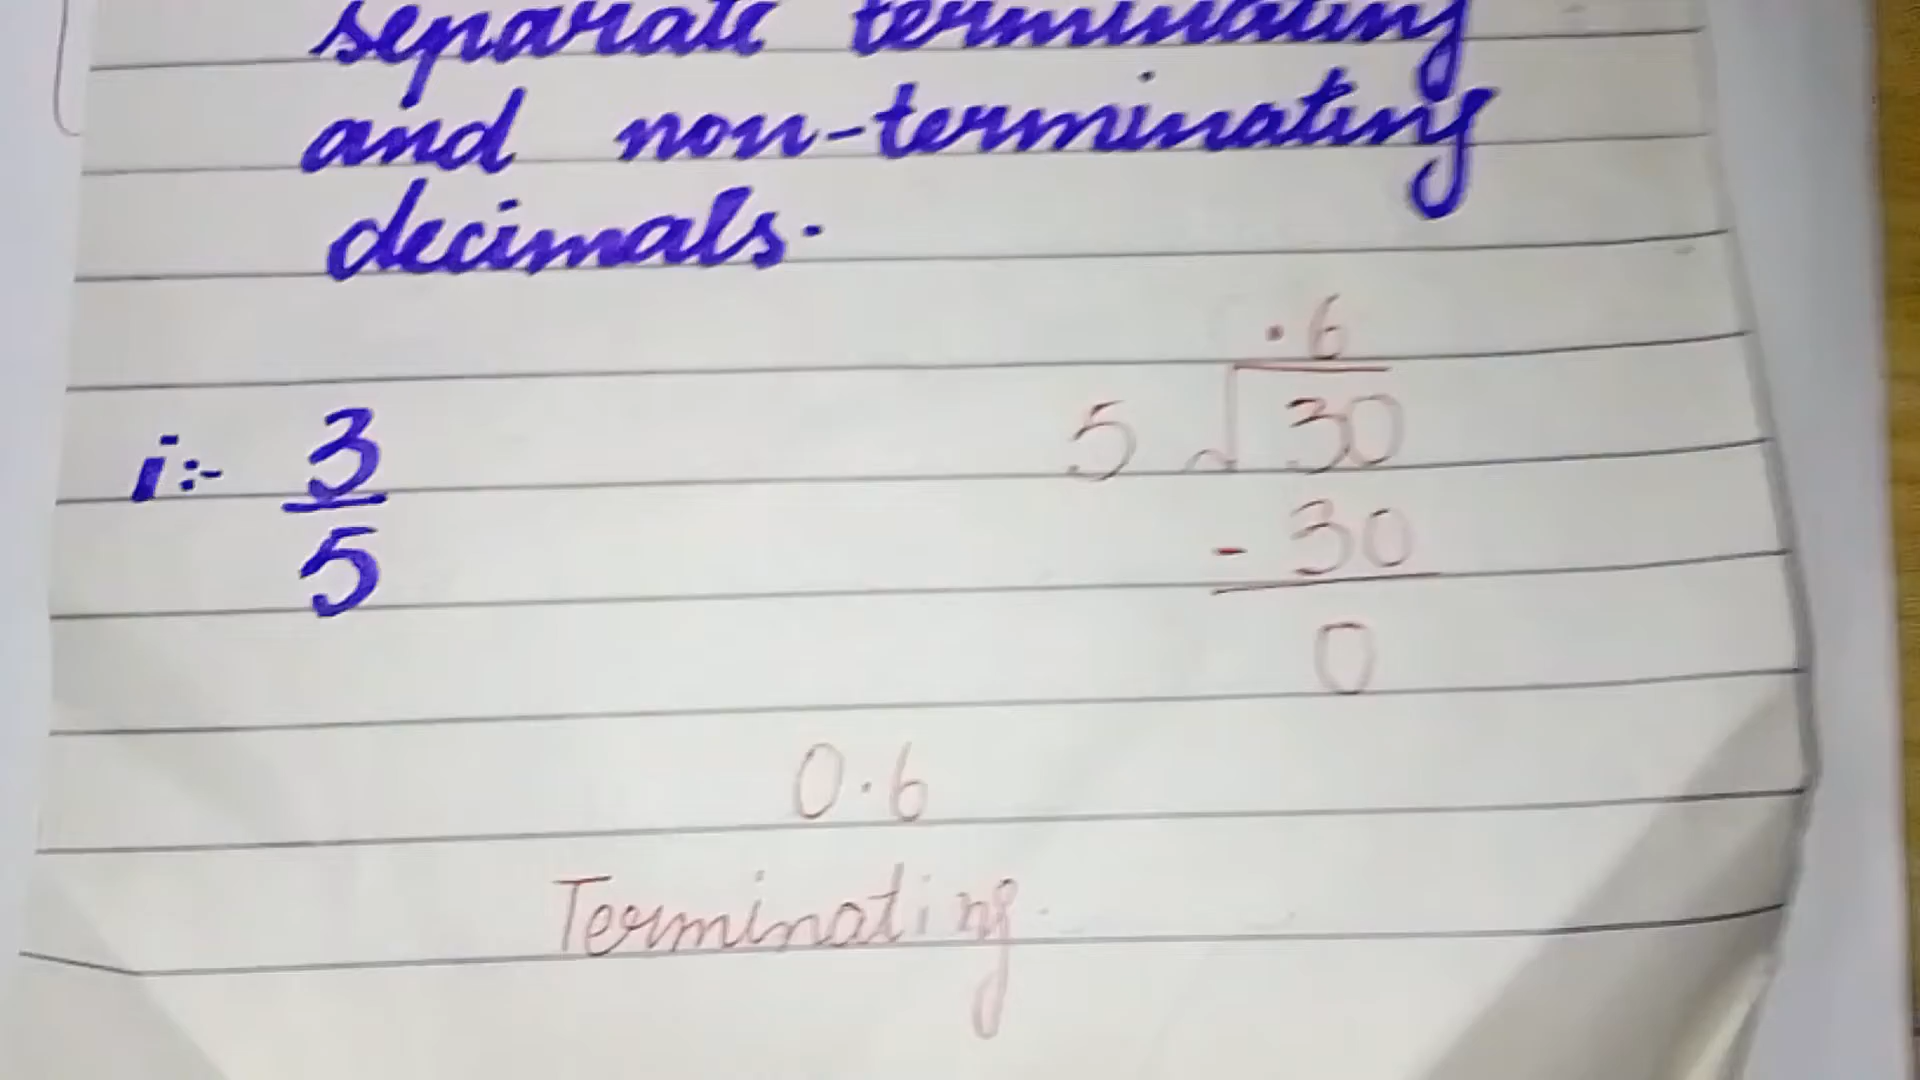 separate terminating
and non-terminating
decimals.
i:- 3/5
.6
5 √30
- 30
0
0.6
Terminating